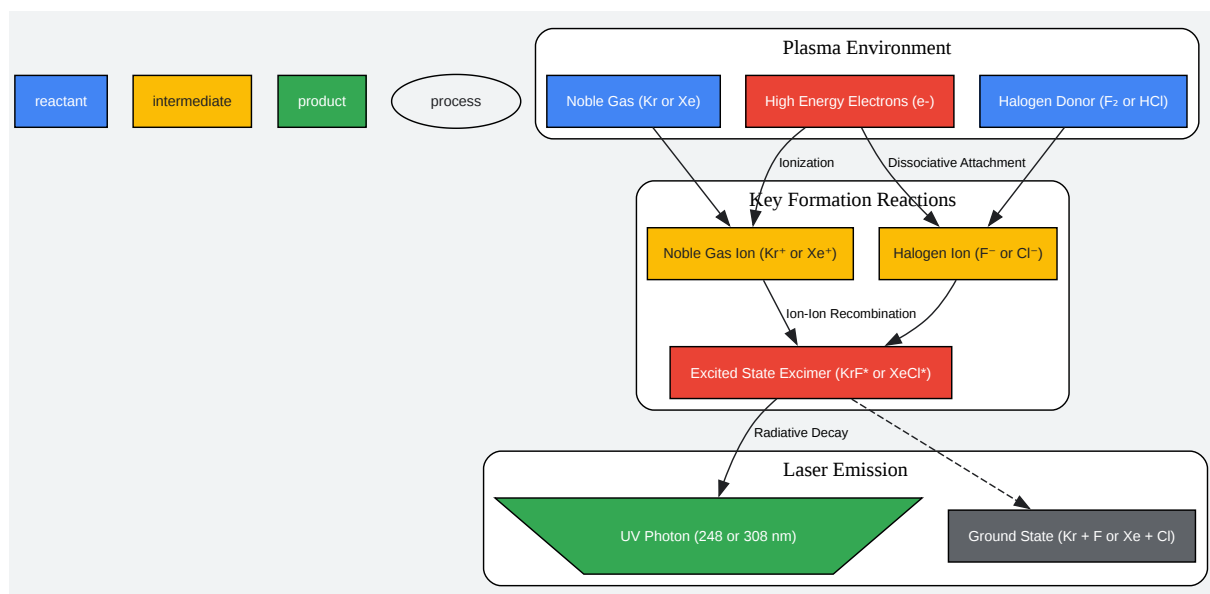 Plasma Environment
reactant
intermediate
product
process
Noble Gas (Kr or Xe)
High Energy Electrons (e-)
Halogen Donor (F₂ or HCl)
Ionization
Dissociative Attachment
Key Formation Reactions
Noble Gas Ion (Kr⁺ or Xe⁺)
Halogen Ion (F⁻ or Cl⁻)
Ion-Ion Recombination
Excited State Excimer (KrF* or XeCl*)
Radiative Decay
Laser Emission
UV Photon (248 or 308 nm)
Ground State (Kr + F or Xe + Cl)